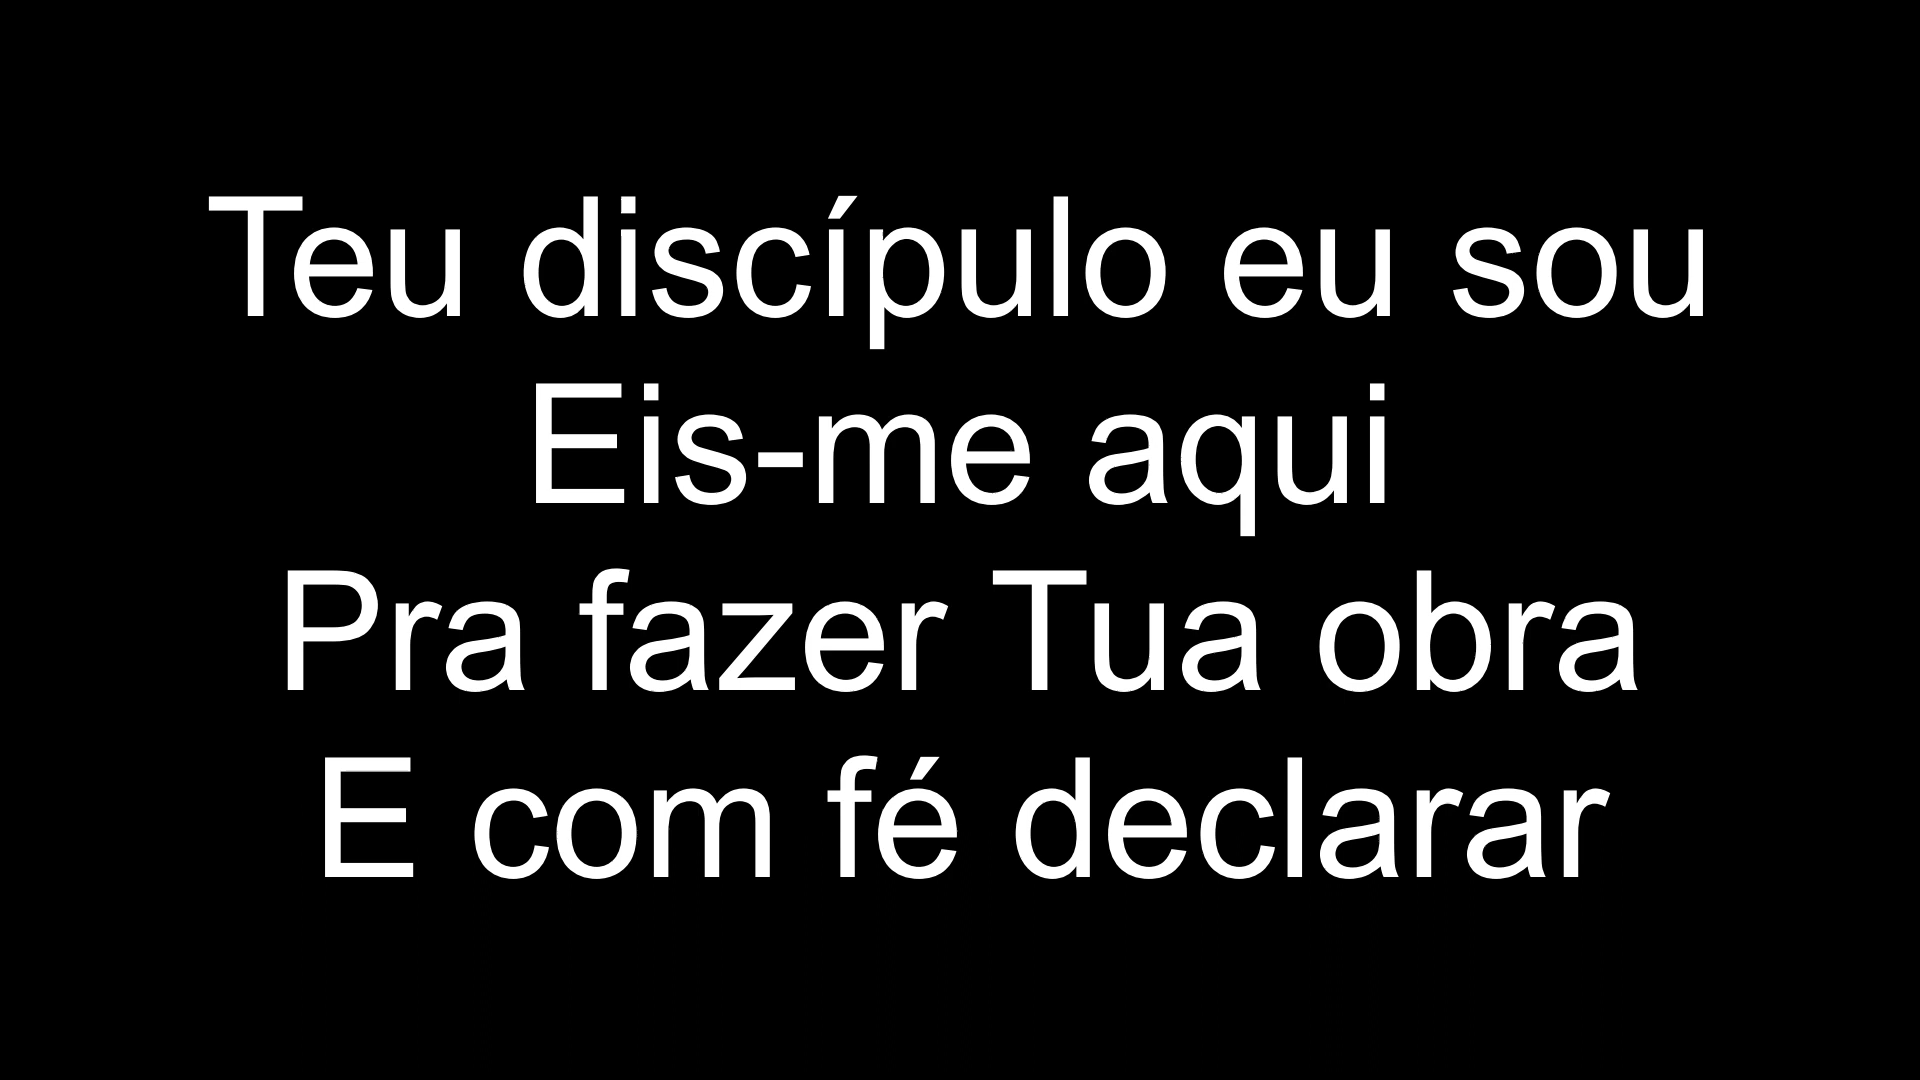 Teu discípulo eu sou
Eis-me aqui
Pra fazer Tua obra
E com fé declarar